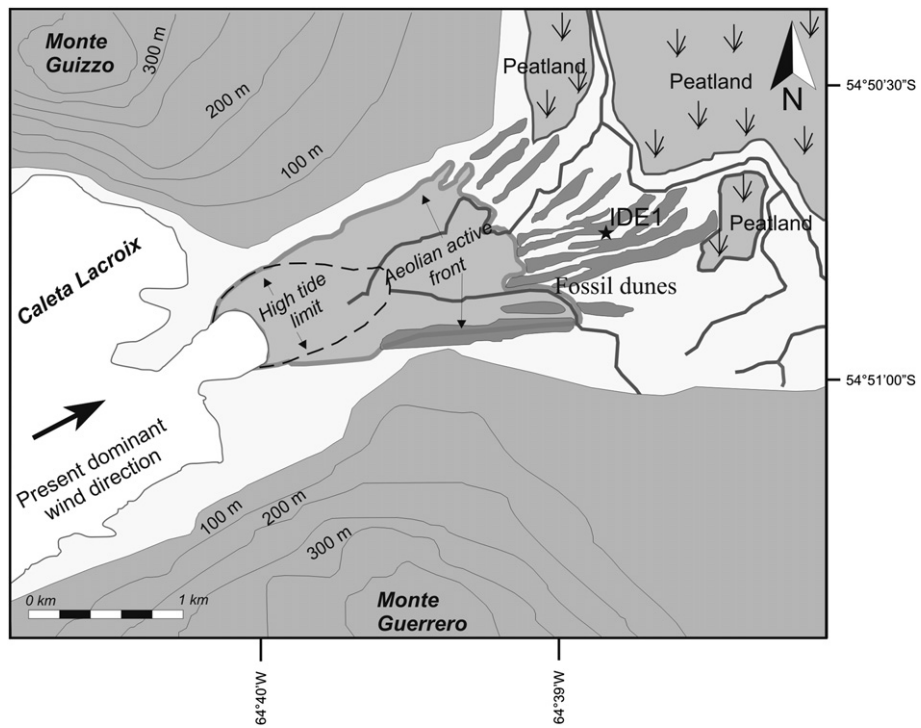 Monte
Guizzo
300 m
200 m
100 m
Peatland
Peatland
N
54°50'30"S
IDE1
Peatland
Caleta Lacroix
High tide
limit
Aeolian active
front
Fossil dunes
54°51'00"S
Present dominant
wind direction
100 m
200 m
300 m
0 km
1 km
Monte
Guerrero
64°40'W
64°39'W